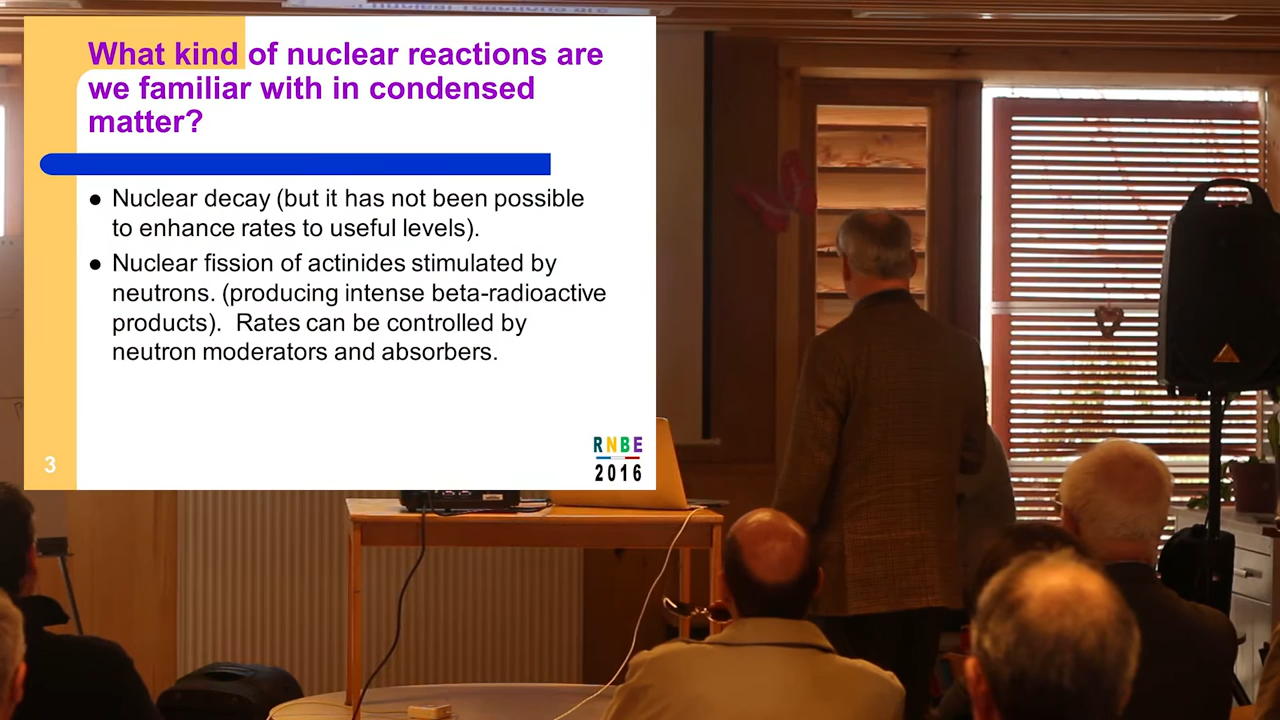 What kind of nuclear reactions are
we familiar with in condensed
matter?
● Nuclear decay (but it has not been possible
to enhance rates to useful levels).
● Nuclear fission of actinides stimulated by
neutrons. (producing intense beta-radioactive
products).  Rates can be controlled by
neutron moderators and absorbers.
3
RNBE
2016